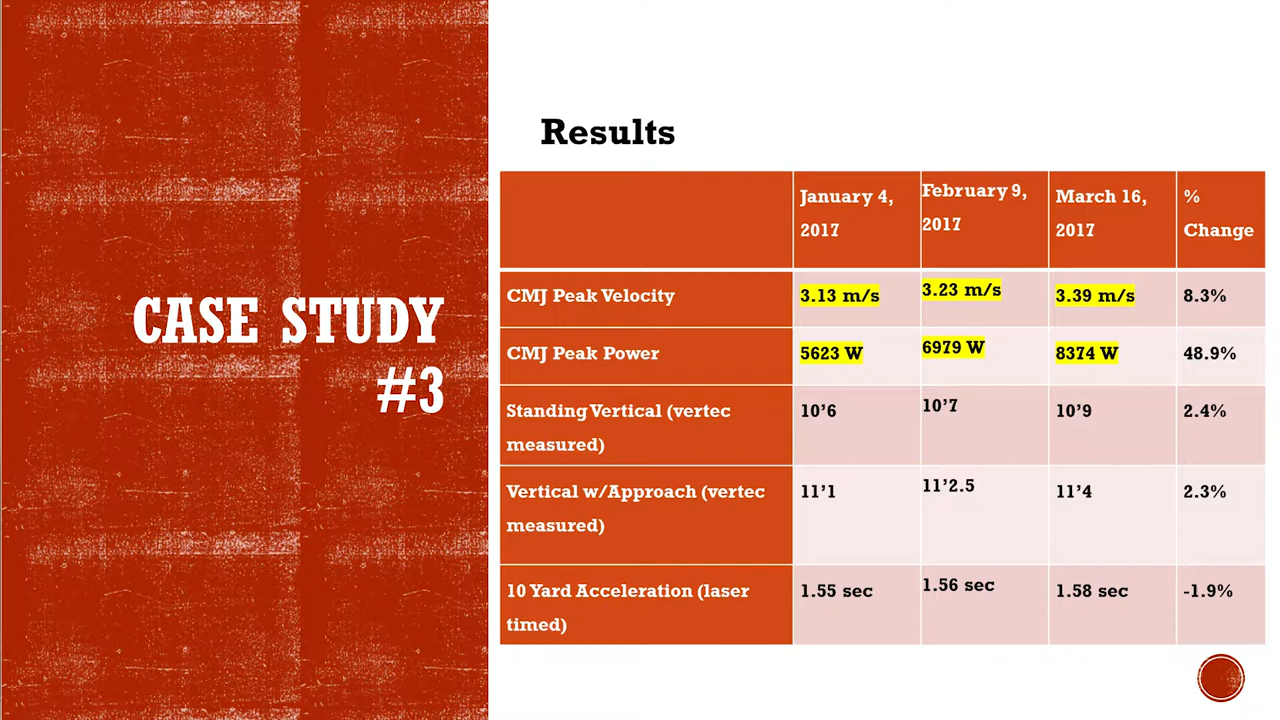 CASE STUDY
#3
Results
January 4,
2017
February 9,
2017
March 16,
2017
%
Change
CMJ Peak Velocity
3.13 m/s
3.23 m/s
3.39 m/s
8.3%
CMJ Peak Power
5623 W
6979 W
8374 W
48.9%
Standing Vertical (vertec
measured)
10’6
10’7
10’9
2.4%
Vertical w/Approach (vertec
measured)
11’1
11’2.5
11’4
2.3%
10 Yard Acceleration (laser
timed)
1.55 sec
1.56 sec
1.58 sec
-1.9%